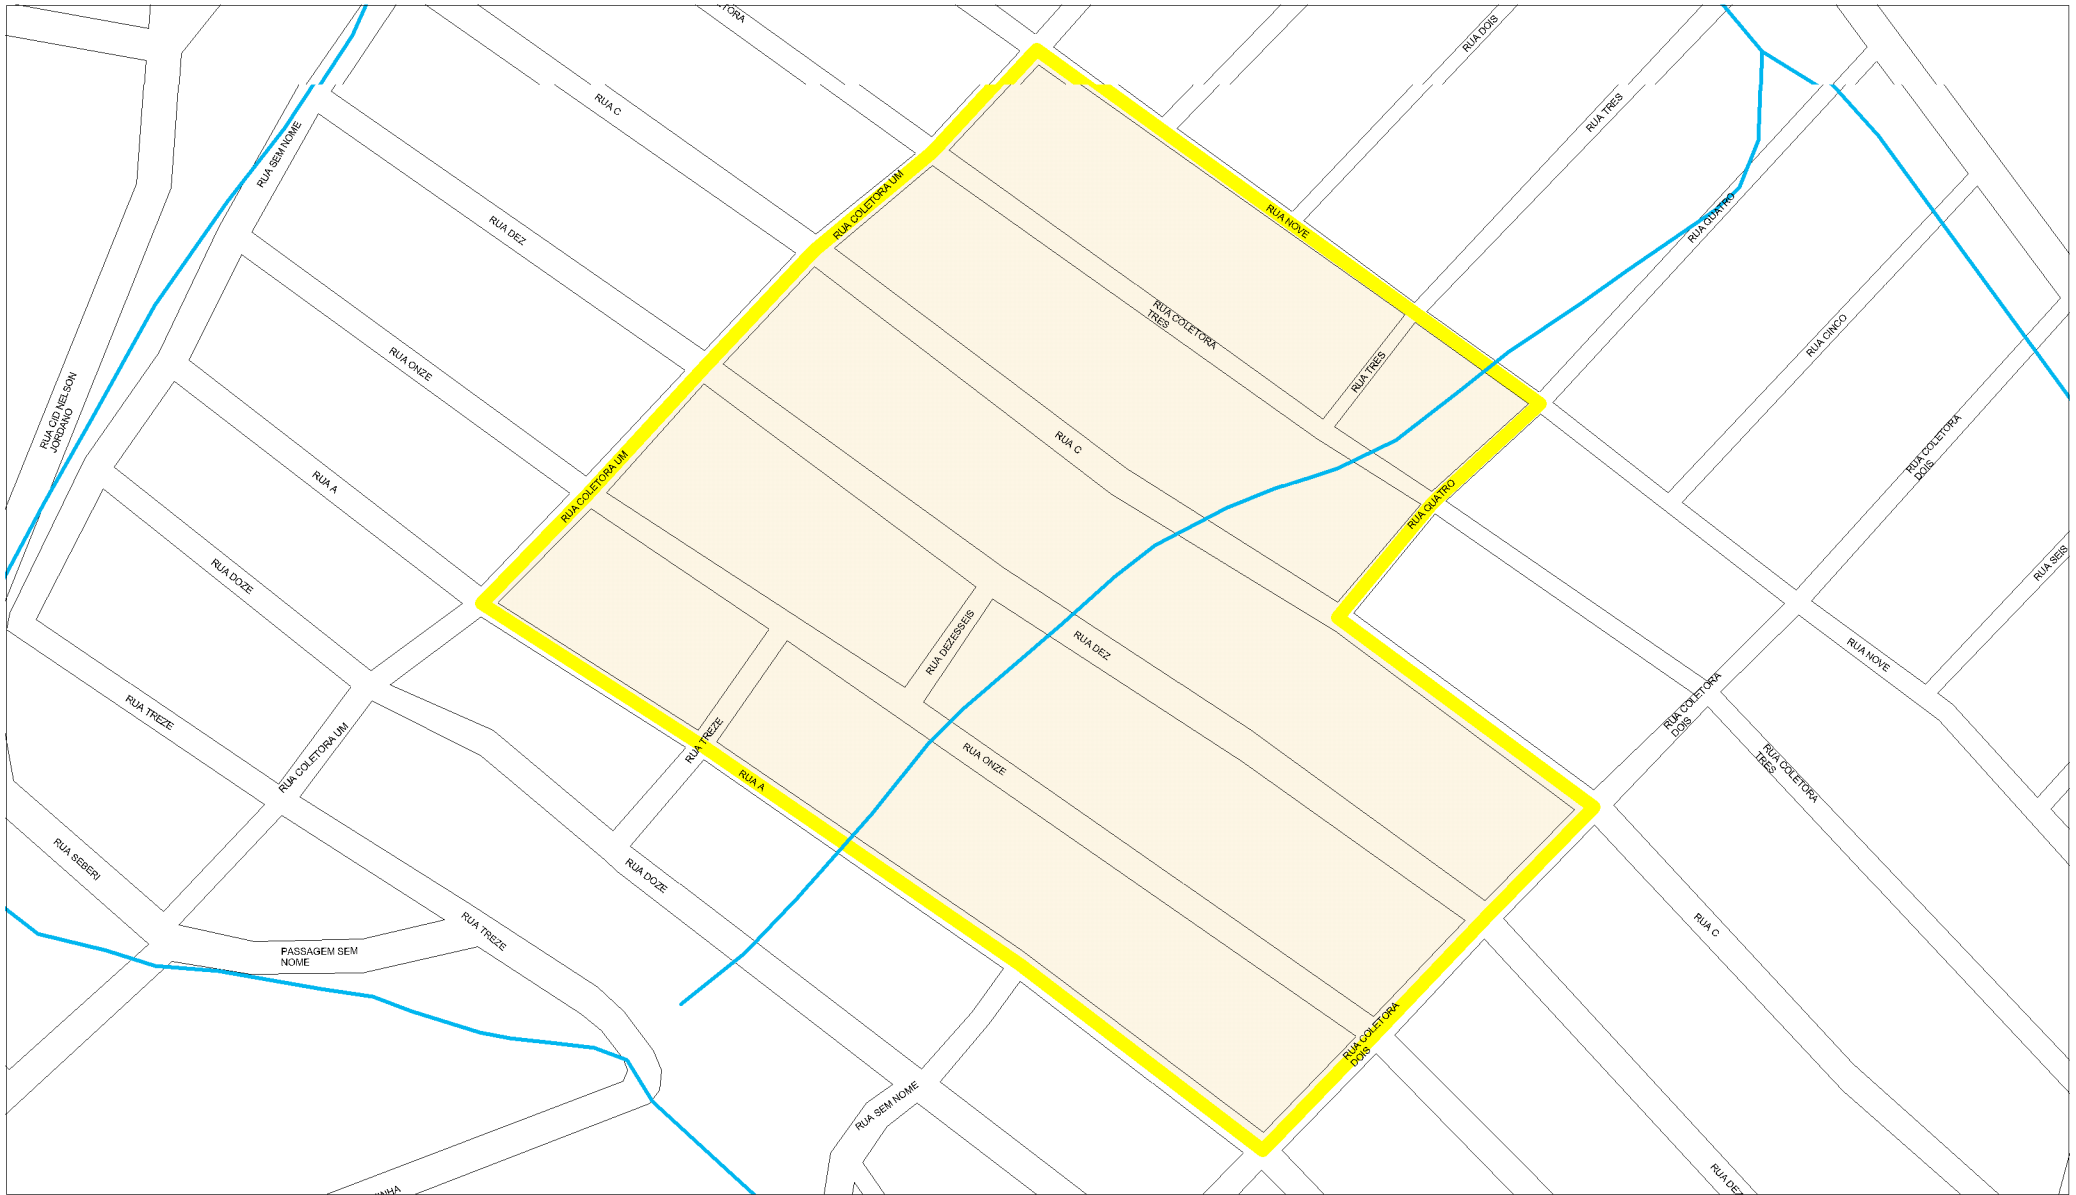 TORA
RUA DOIS
RUA C
RUA TRES
RUA SEM NOME
RUA COLETORA UM
RUA NOVE
RUA QUATRO
RUA DEZ
RUA COLETORA
TRES
RUA CINCO
RUA ONZE
RUA TRES
RUA CID NELSON
JORDANO
RUA C
RUA COLETORA
DOIS
RUA A
RUA COLETORA UM
RUA QUATRO
RUA DOZE
RUA SEIS
RUA DEZESSEIS
RUA DEZ
RUA NOVE
RUA TREZE
RUA COLETORA
DOIS
RUA COLETORA UM
RUA TREZE
RUA A
RUA ONZE
RUA COLETORA
TRES
RUA SEBERI
RUA DOZE
RUA TREZE
RUA C
PASSAGEM SEM
NOME
RUA COLETORA
DOIS
RUA SEM NOME
RUA DEZ
INHA